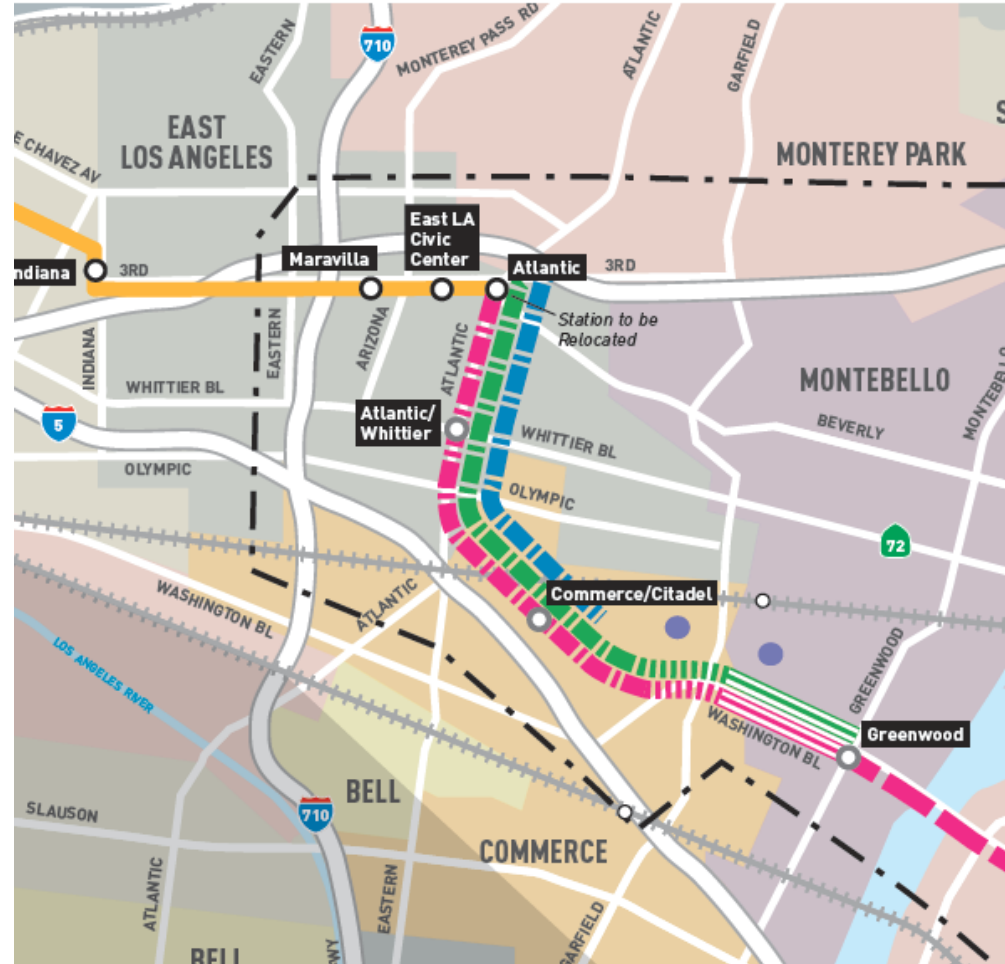 EASTERN
710
MONTEREY PASS RD
ATLANTIC
GARFIELD
S
EAST
LOS ANGELES
E CHAVEZ AV
MONTEREY PARK
East LA
Civic
Center
Maravilla
Atlantic
ndiana
3RD
3RD
Station to be
Relocated
INDIANA
EASTERN
ARIZONA
ATLANTIC
WHITTIER BL
MONTEBELLO
MONTEBELLO
5
Atlantic/
Whittier
BEVERLY
WHITTIER BL
OLYMPIC
OLYMPIC
72
WASHINGTON BL
ATLANTIC
Commerce/Citadel
LOS ANGELES RIVER
GREENWOOD
WASHINGTON BL
Greenwood
BELL
SLAUSON
710
COMMERCE
ATLANTIC
EASTERN
GARFIELD
WY
BELL